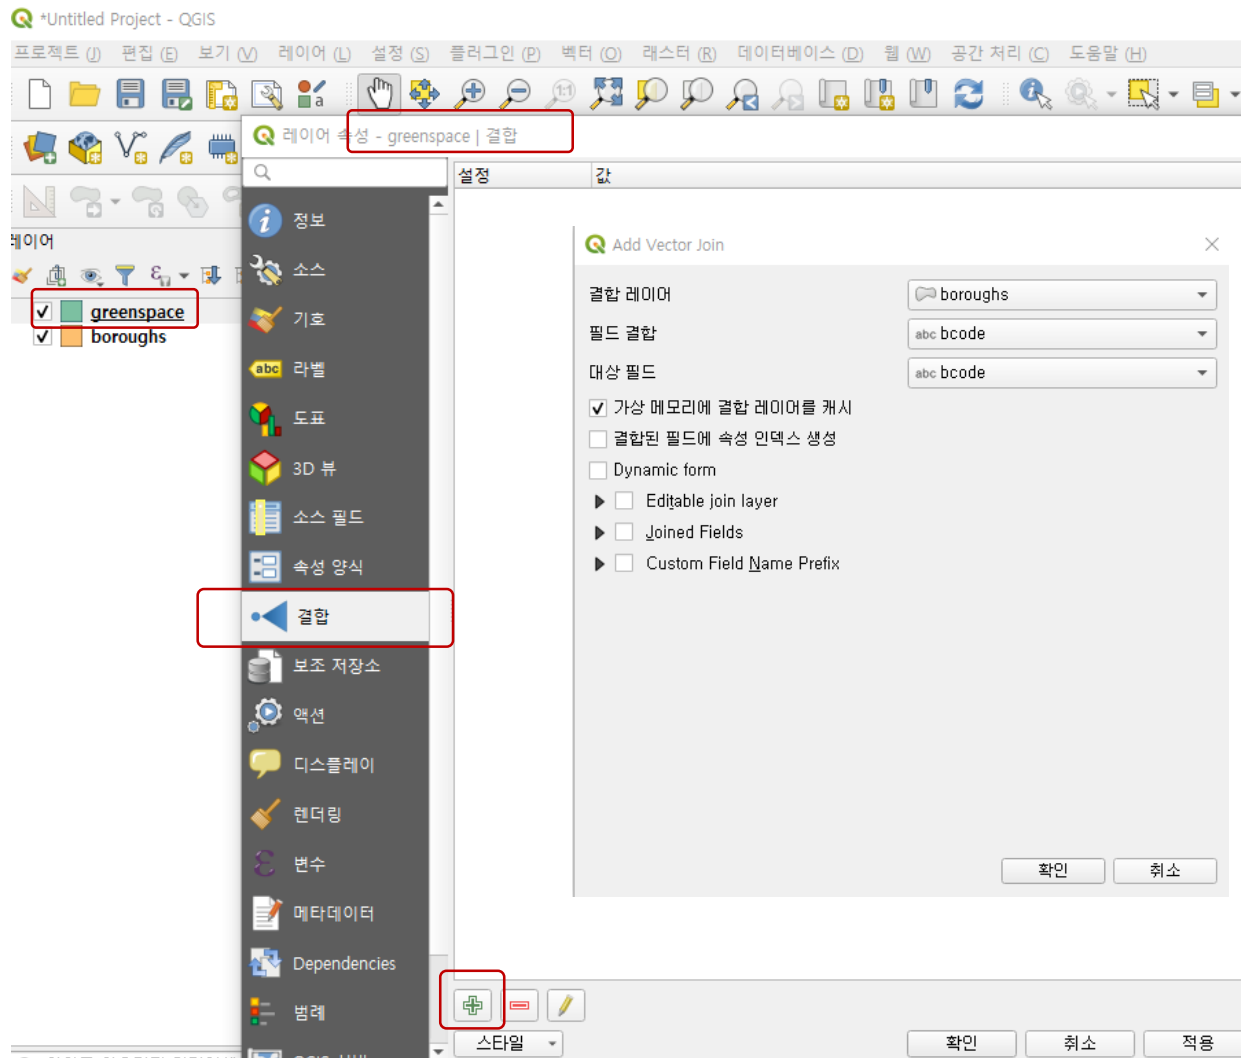 *Untitled Project - QGIS
프로젝트 (J) 편집 (E) 보기 (V) 레이어 (L) 설정 (S) 플러그인 (P) 벡터 (O) 래스터 (R) 데이터베이스 (D) 웹 (W) 공간 처리 (C) 도움말 (H)
레이어 속성 - greenspace | 결합
설정 값
정보
소스
기호
abc 라벨
도표
3D 뷰
소스 필드
속성 양식
결합
보조 저장소
액션
디스플레이
렌더링
변수
메타데이터
Dependencies
범례
레이어
greenspace
boroughs
Add Vector Join
결합 레이어 boroughs
필드 결합 abc bcode
대상 필드 abc bcode
가상 메모리에 결합 레이어를 캐시
결합된 필드에 속성 인덱스 생성
Dynamic form
Editable join layer
Joined Fields
Custom Field Name Prefix
확인 취소
스타일 확인 취소 적용